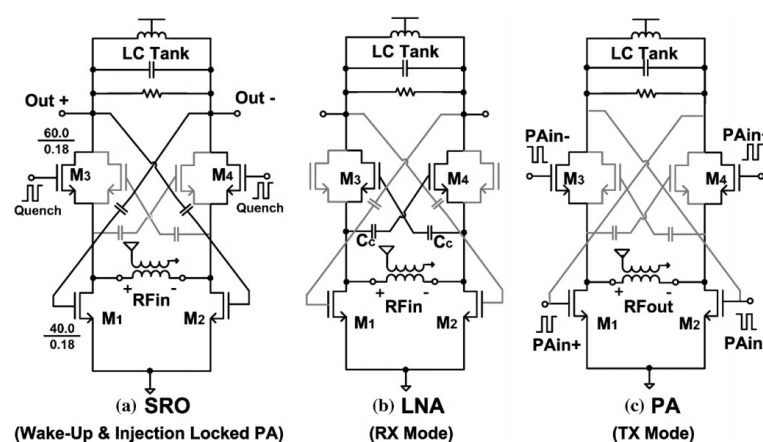 LC Tank
Out +
Out -
60.0
0.18
M3
M4
Quench
Quench
+
RFin
-
40.0
0.18
M1
M2
(a) SRO
(Wake-Up & Injection Locked PA)
LC Tank
M3
M4
Cc
Cc
+
RFin
-
M1
M2
(b) LNA
(RX Mode)
LC Tank
PAin-
PAin-
M3
M4
+
RFout
-
M1
M2
PAin+
PAin
(c) PA
(TX Mode)